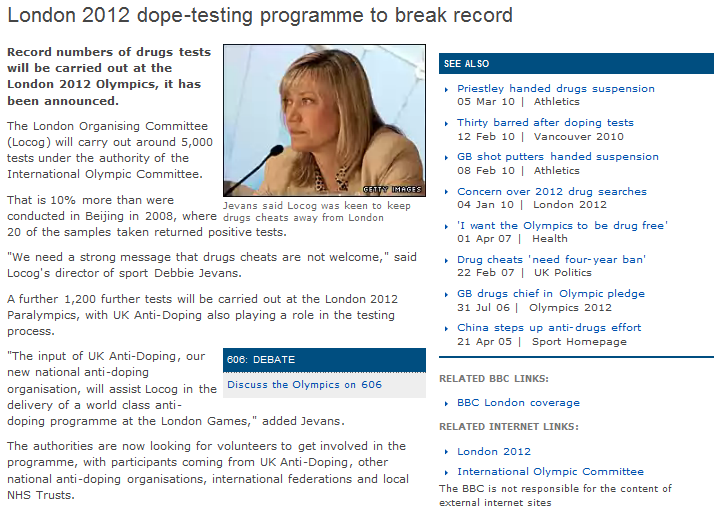 London 2012 dope-testing programme to break record
Record numbers of drugs tests
will be carried out at the
London 2012 Olympics, it has
been announced.
The London Organising Committee
(Locog) will carry out around 5,000
tests under the authority of the
International Olympic Committee.
GETTY IMAGES
Jevans said Locog was keen to keep
drugs cheats away from London
That is 10% more than were
conducted in Beijing in 2008, where
20 of the samples taken returned positive tests.
"We need a strong message that drugs cheats are not welcome," said
Locog's director of sport Debbie Jevans.
A further 1,200 further tests will be carried out at the London 2012
Paralympics, with UK Anti-Doping also playing a role in the testing
process.
606: DEBATE
Discuss the Olympics on 606
"The input of UK Anti-Doping, our
new national anti-doping
organisation, will assist Locog in the
delivery of a world class anti-
doping programme at the London Games," added Jevans.
The authorities are now looking for volunteers to get involved in the
programme, with participants coming from UK Anti-Doping, other
national anti-doping organisations, international federations and local
NHS Trusts.
SEE ALSO
Priestley handed drugs suspension
05 Mar 10 | Athletics
Thirty barred after doping tests
12 Feb 10 | Vancouver 2010
GB shot putters handed suspension
08 Feb 10 | Athletics
Concern over 2012 drug searches
04 Jan 10 | London 2012
'I want the Olympics to be drug free'
01 Apr 07 | Health
Drug cheats 'need four-year ban'
22 Feb 07 | UK Politics
GB drugs chief in Olympic pledge
31 Jul 06 | Olympics 2012
China steps up anti-drugs effort
21 Apr 05 | Sport Homepage
RELATED BBC LINKS:
BBC London coverage
RELATED INTERNET LINKS:
London 2012
International Olympic Committee
The BBC is not responsible for the content of
external internet sites